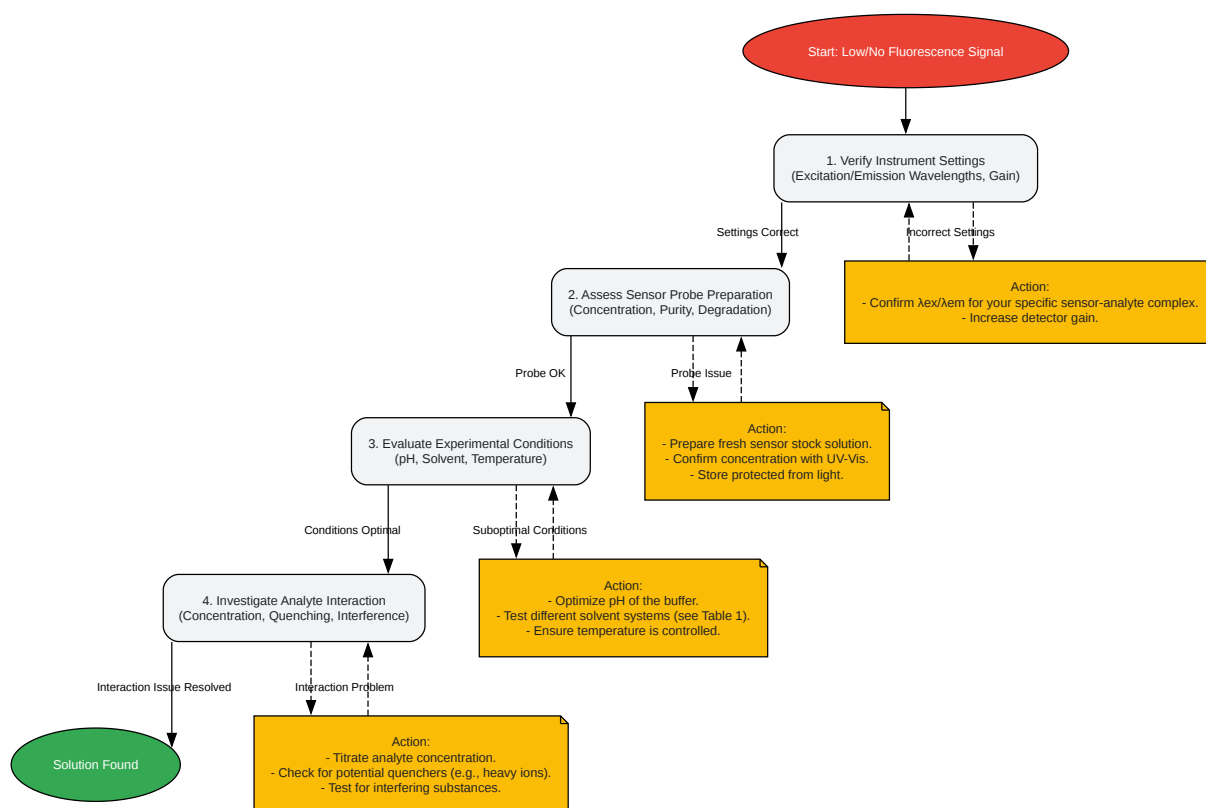 Start: Low/No Fluorescence Signal
1. Verify Instrument Settings
(Excitation/Emission Wavelengths, Gain)
Settings Correct
Incorrect Settings
Action:
- Confirm λex/λem for your specific sensor-analyte complex.
- Increase detector gain.
2. Assess Sensor Probe Preparation
(Concentration, Purity, Degradation)
Probe OK
Probe Issue
Action:
- Prepare fresh sensor stock solution.
- Confirm concentration with UV-Vis.
- Store protected from light.
3. Evaluate Experimental Conditions
(pH, Solvent, Temperature)
Conditions Optimal
Suboptimal Conditions
Action:
- Optimize pH of the buffer.
- Test different solvent systems (see Table 1).
- Ensure temperature is controlled.
4. Investigate Analyte Interaction
(Concentration, Quenching, Interference)
Interaction Issue Resolved
Interaction Problem
Action:
- Titrate analyte concentration.
- Check for potential quenchers (e.g., heavy ions).
- Test for interfering substances.
Solution Found